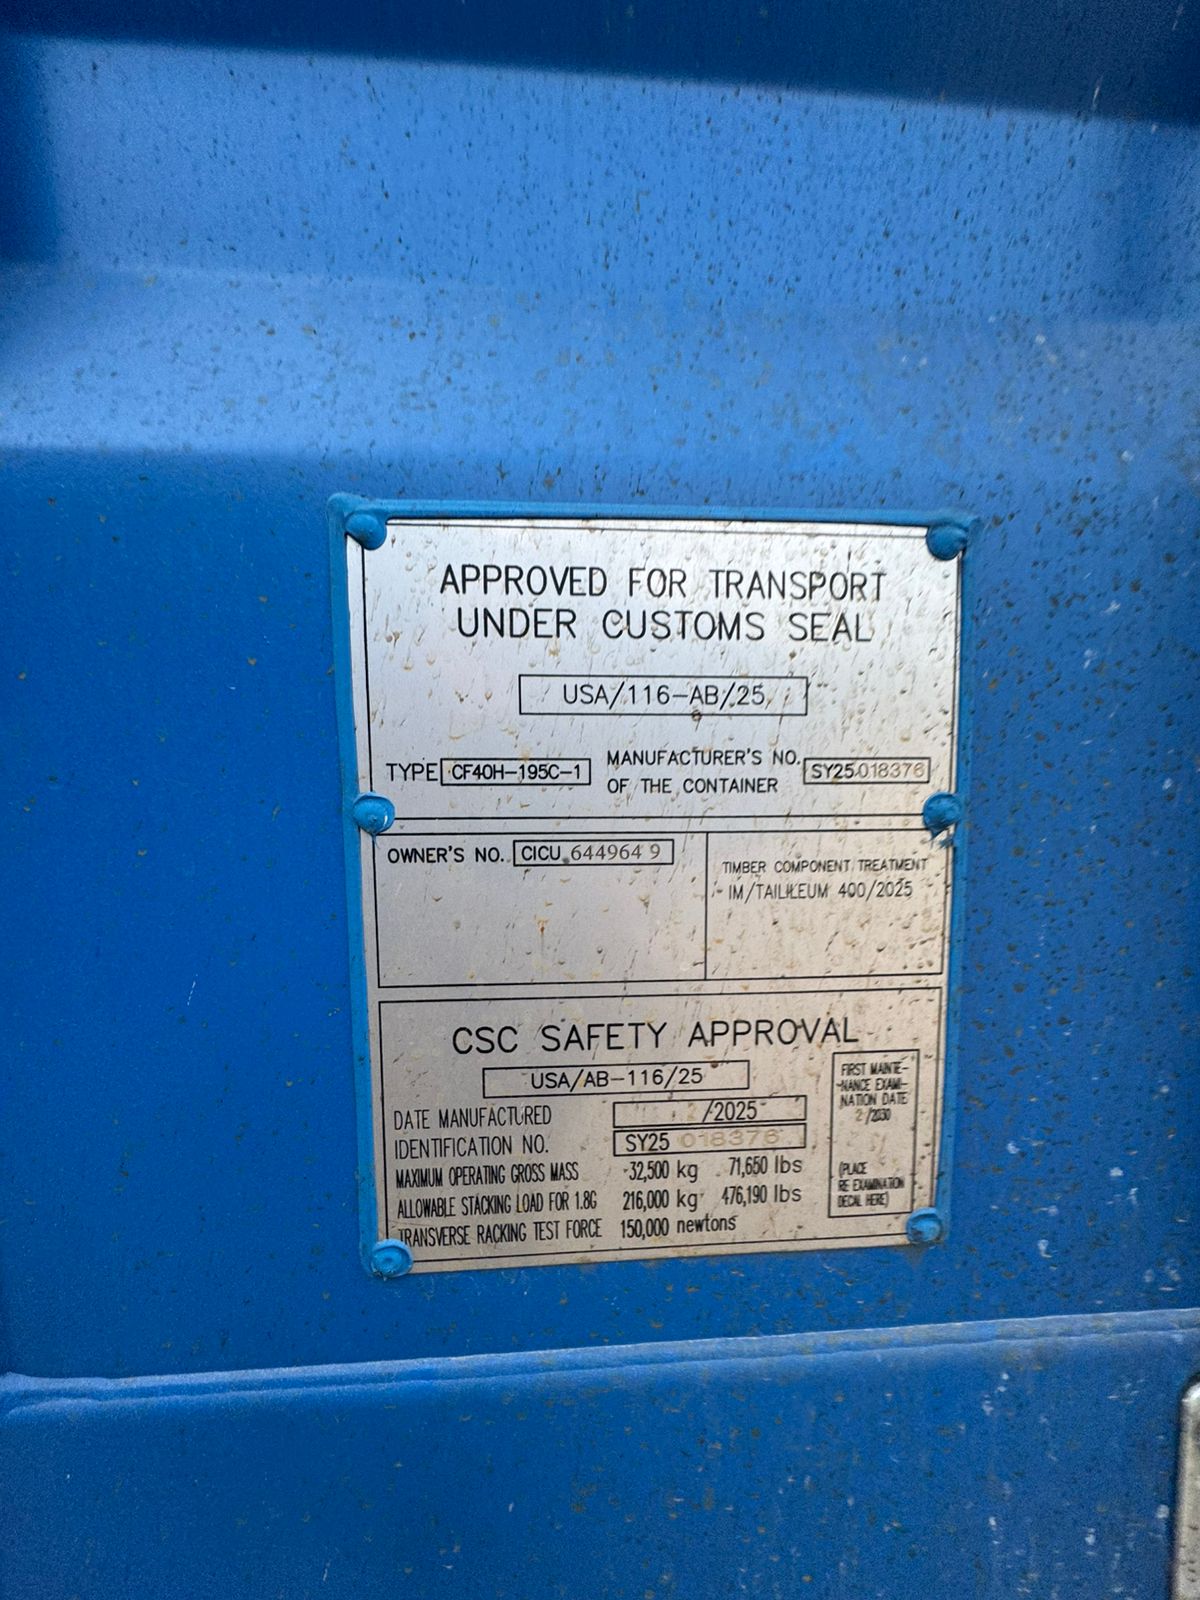 APPROVED FOR TRANSPORT
UNDER CUSTOMS SEAL
USA/116-AB/25
TYPE CF40H-195C-1 MANUFACTURER'S NO. OF THE CONTAINER SY25 018376
OWNER'S NO. CICU 644964 9
TIMBER COMPONENT TREATMENT
IM/TAILILEUM 400/2025
CSC SAFETY APPROVAL
USA/AB-116/25
DATE MANUFACTURED 2/2025
IDENTIFICATION NO. SY25 018376
MAXIMUM OPERATING GROSS MASS 32,500 kg 71,650 lbs
ALLOWABLE STACKING LOAD FOR 1.8G 216,000 kg 476,190 lbs
TRANSVERSE RACKING TEST FORCE 150,000 newtons
FIRST MAINTE-
NANCE EXAMI-
NATION DATE
2/2030
(PLACE
RE EXAMINATION
DECAL HERE)